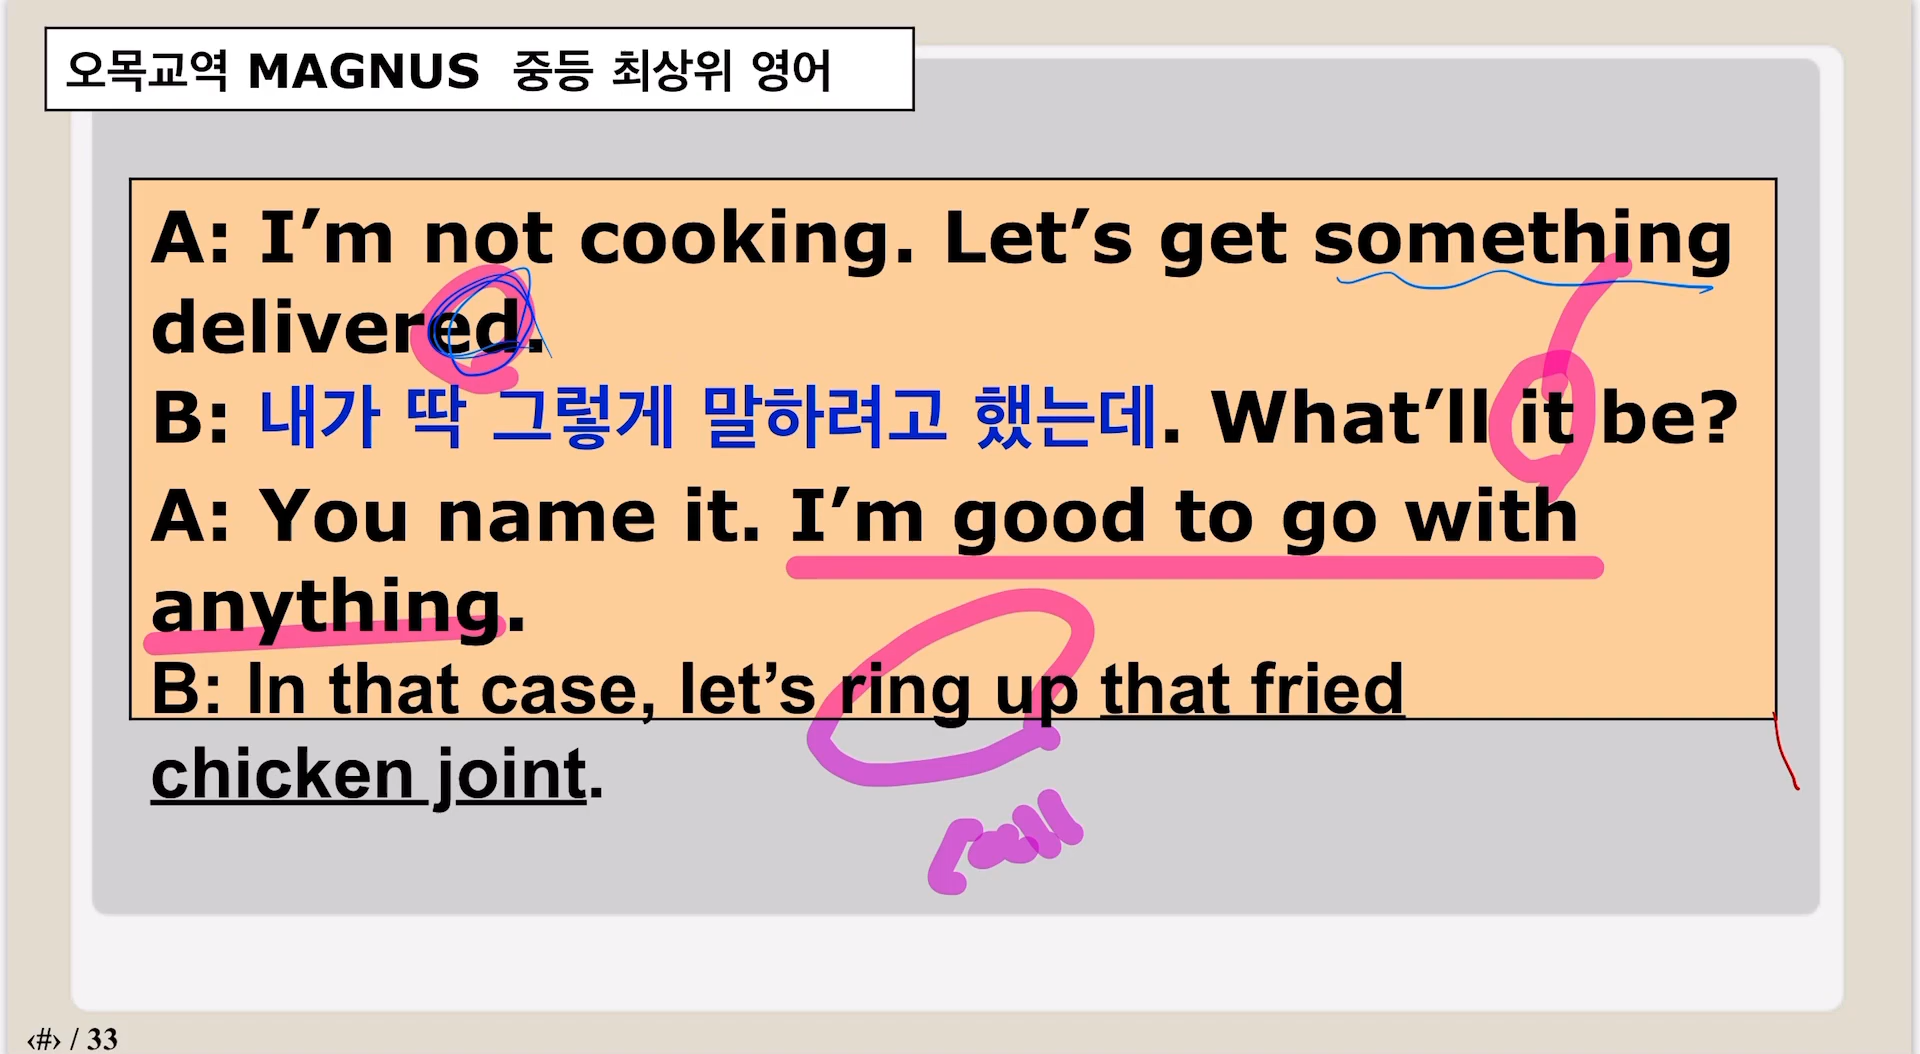 오목교역 MAGNUS 중등 최상위 영어
A: I’m not cooking. Let’s get something
delivered.
B: 내가 딱 그렇게 말하려고 했는데. What’ll it be?
A: You name it. I’m good to go with
anything.
B: In that case, let’s ring up that fried
chicken joint.
call
‹#› / 33